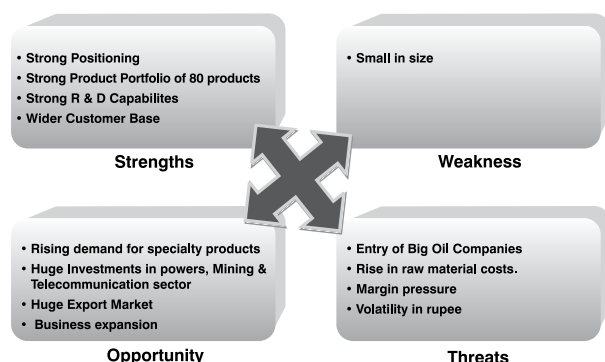 • Strong Positioning
• Strong Product Portfolio of 80 products
• Strong R & D Capabilites
• Wider Customer Base
Strengths
• Small in size
Weakness
• Rising demand for specialty products
• Huge Investments in powers, Mining &
Telecommunication sector
• Huge Export Market
• Business expansion
Opportunity
• Entry of Big Oil Companies
• Rise in raw material costs.
• Margin pressure
• Volatility in rupee
Threats